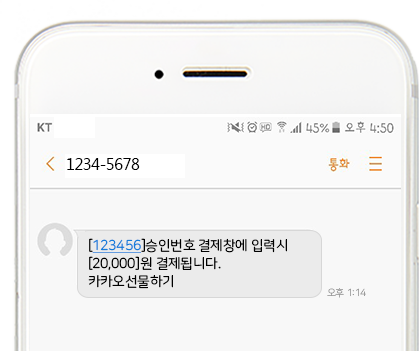 KT 45% 오후 4:50
1234-5678 통화
[123456]승인번호 결제창에 입력시
[20,000]원 결제됩니다.
카카오선물하기
오후 1:14